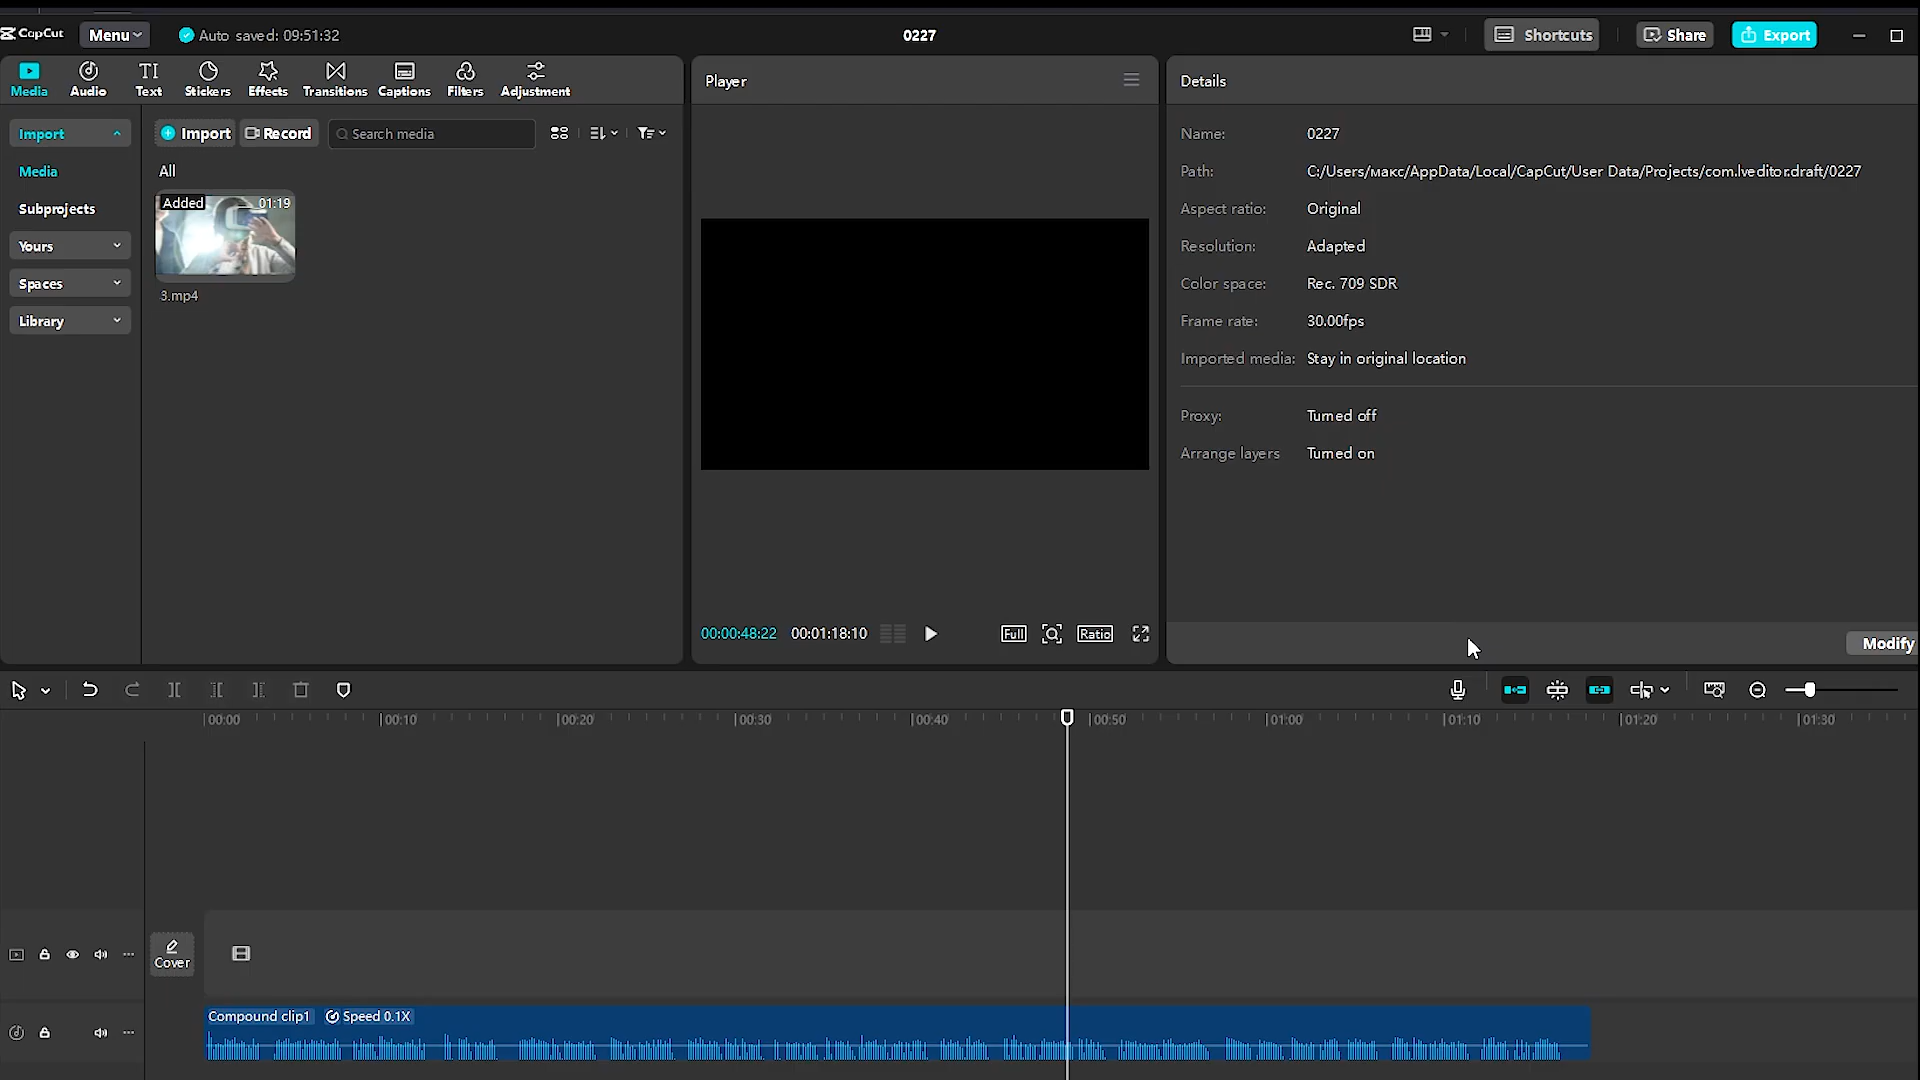 CapCut
Menu
Auto saved: 09:51:32
0227
Shortcuts
Share
Export
Media
Audio
TI
Text
Stickers
Effects
Transitions
Captions
Filters
Adjustment
Import
Media
Subprojects
Yours
Spaces
Library
Import
Record
Search media
All
Added
01:19
3.mp4
Player
00:00:48:22
00:01:18:10
Full
Ratio
Details
Name: 0227
Path: C:/Users/макс/AppData/Local/CapCut/User Data/Projects/com.lveditor.draft/0227
Aspect ratio: Original
Resolution: Adapted
Color space: Rec. 709 SDR
Frame rate: 30.00fps
Imported media: Stay in original location
Proxy: Turned off
Arrange layers Turned on
Modify
00:00
00:10
00:20
00:30
00:40
00:50
01:00
01:10
01:20
01:30
Cover
Compound clip1
Speed 0.1X